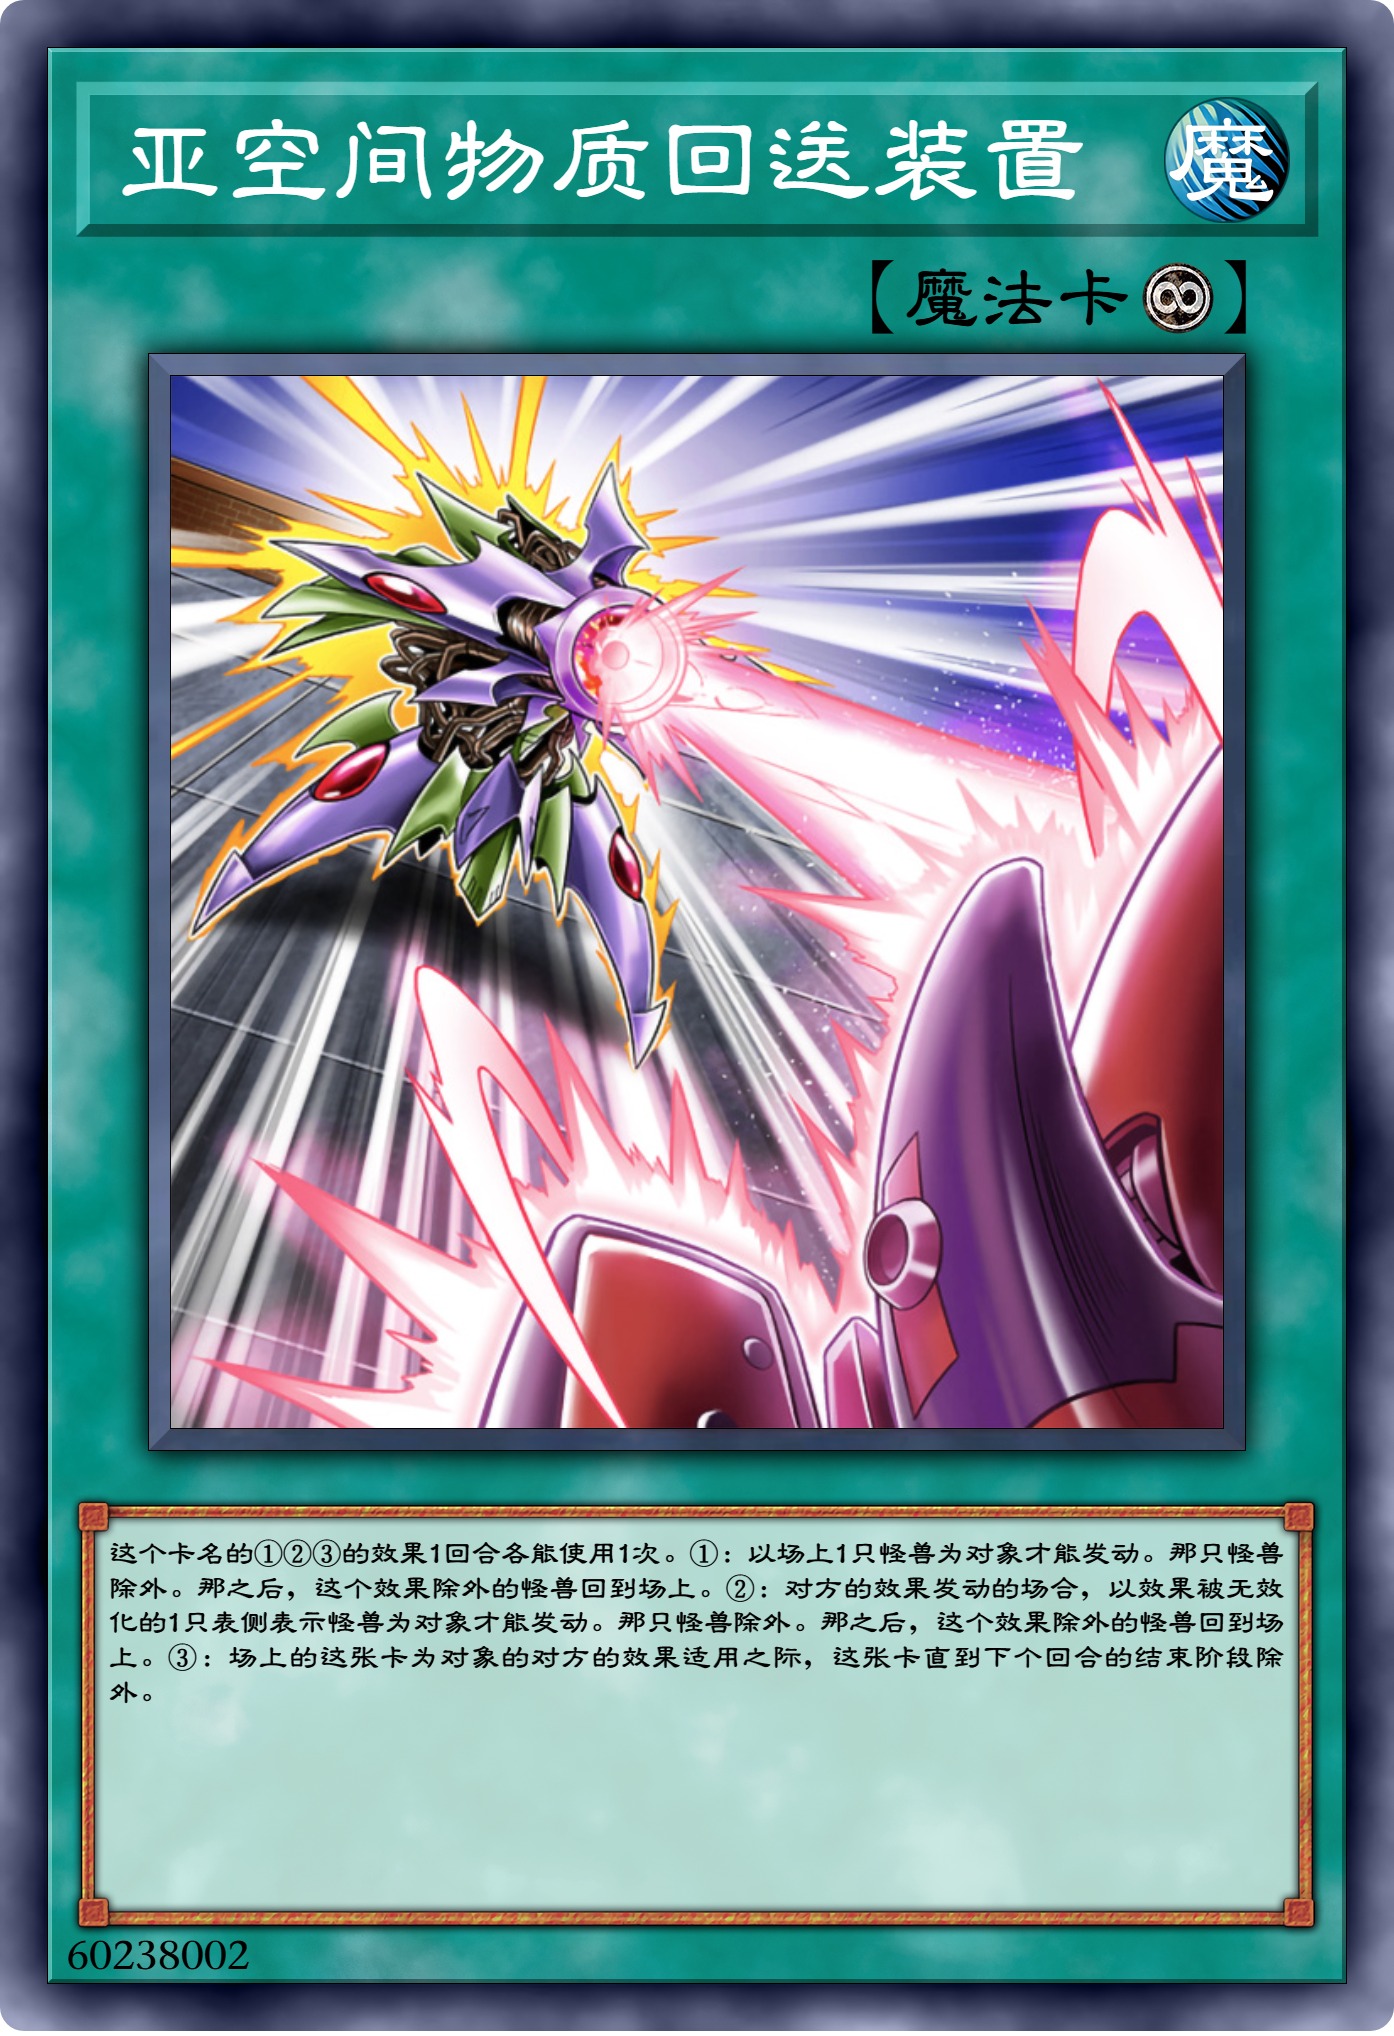 亚空间物质回送装置 魔
【魔法卡】
这个卡名的①②③的效果1回合各能使用1次。①：以场上1只怪兽为对象才能发动。那只怪兽
除外。那之后，这个效果除外的怪兽回到场上。②：对方的效果发动的场合，以效果被无效
化的1只表侧表示怪兽为对象才能发动。那只怪兽除外。那之后，这个效果除外的怪兽回到场
上。③：场上的这张卡为对象的对方的效果适用之际，这张卡直到下个回合的结束阶段除
外。
60238002